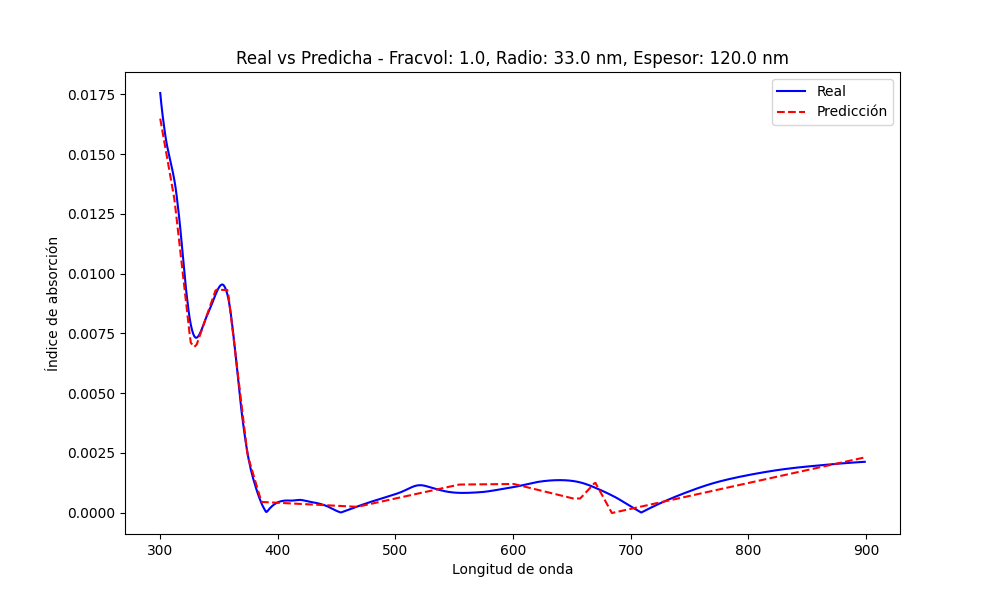 Real vs Predicha - Fracvol: 1.0, Radio: 33.0 nm, Espesor: 120.0 nm
Real
Predicción
Índice de absorción
0.0175
0.0150
0.0125
0.0100
0.0075
0.0050
0.0025
0.0000
300 400 500 600 700 800 900
Longitud de onda